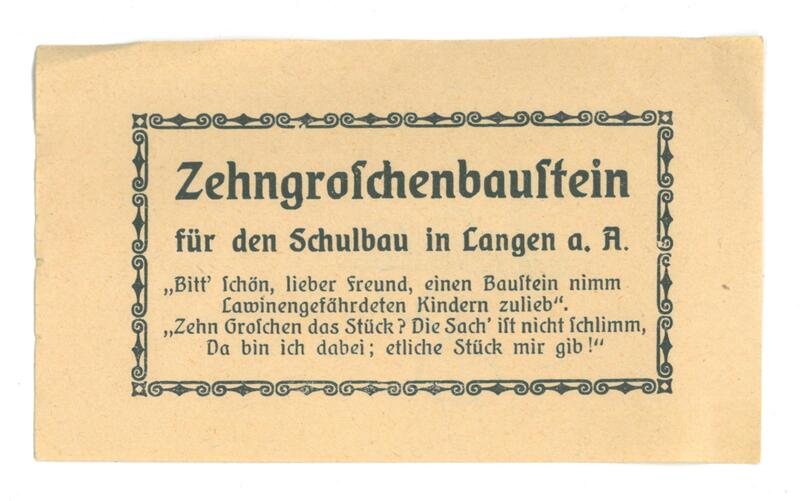 Zehngroſchenbauſtein
für den Schulbau in Langen a. A.
„Bitt' ſchön, lieber Freund, einen Bauſtein nimm
Lawinengefährdeten Kindern zulieb“.
„Zehn Groſchen das Stück? Die Sach' iſt nicht ſchlimm,
Da bin ich dabei; etliche Stück mir gib!“